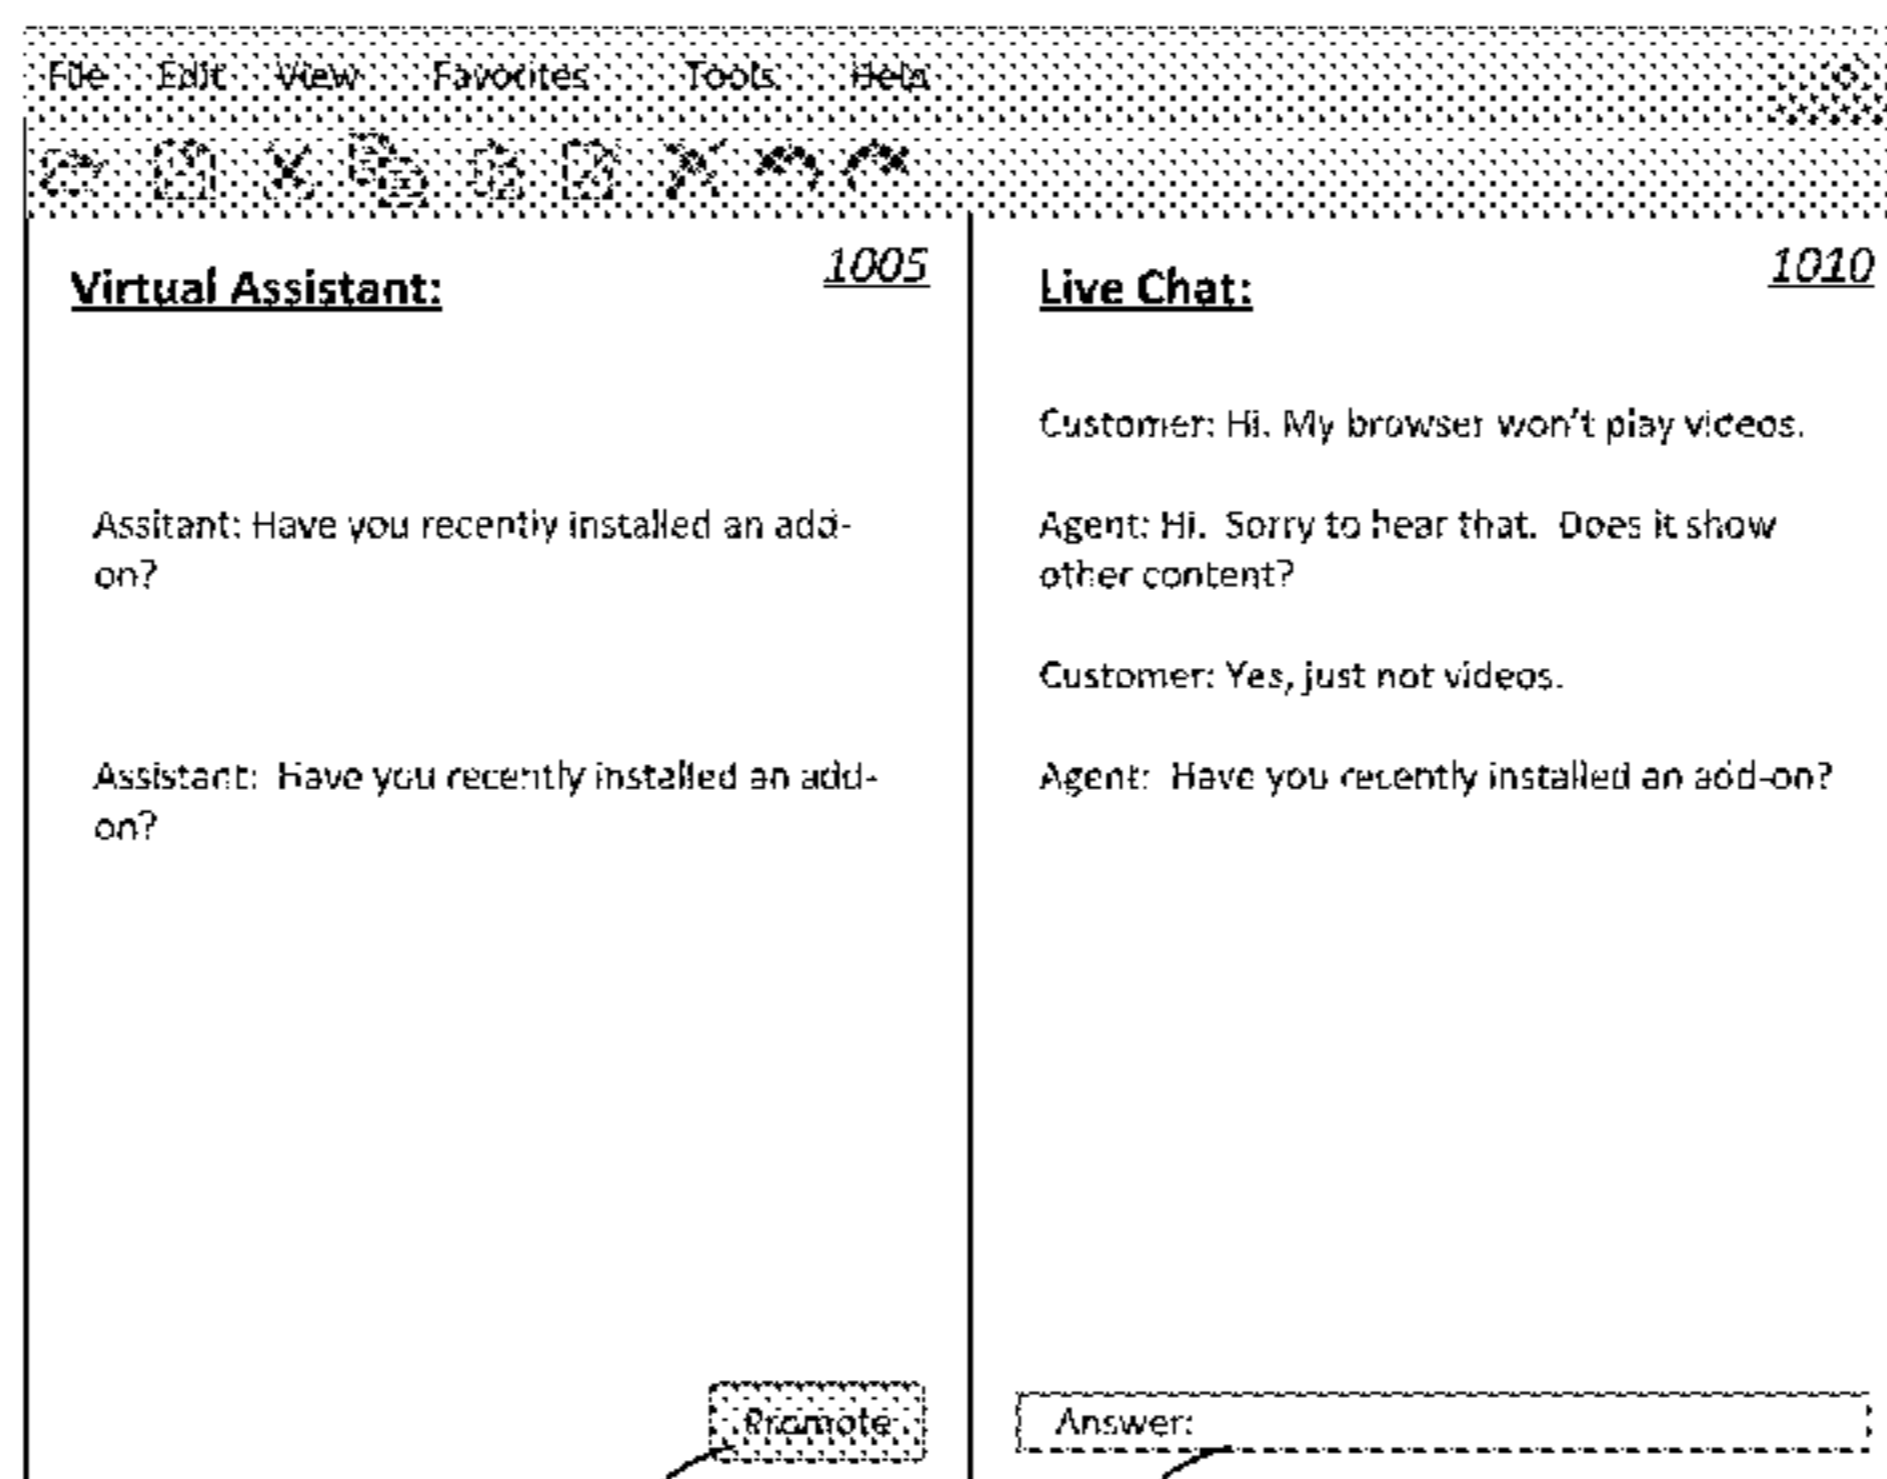 File Edit View Favorites Tools Help
Virtual Assistant:
1005
Assitant: Have you recently installed an add-
on?
Assistant: Have you recently installed an add-
on?
Promote
Live Chat:
1010
Customer: Hi. My browser won't play videos.
Agent: Hi. Sorry to hear that. Does it show
other content?
Customer: Yes, just not videos.
Agent: Have you recently installed an add-on?
Answer: